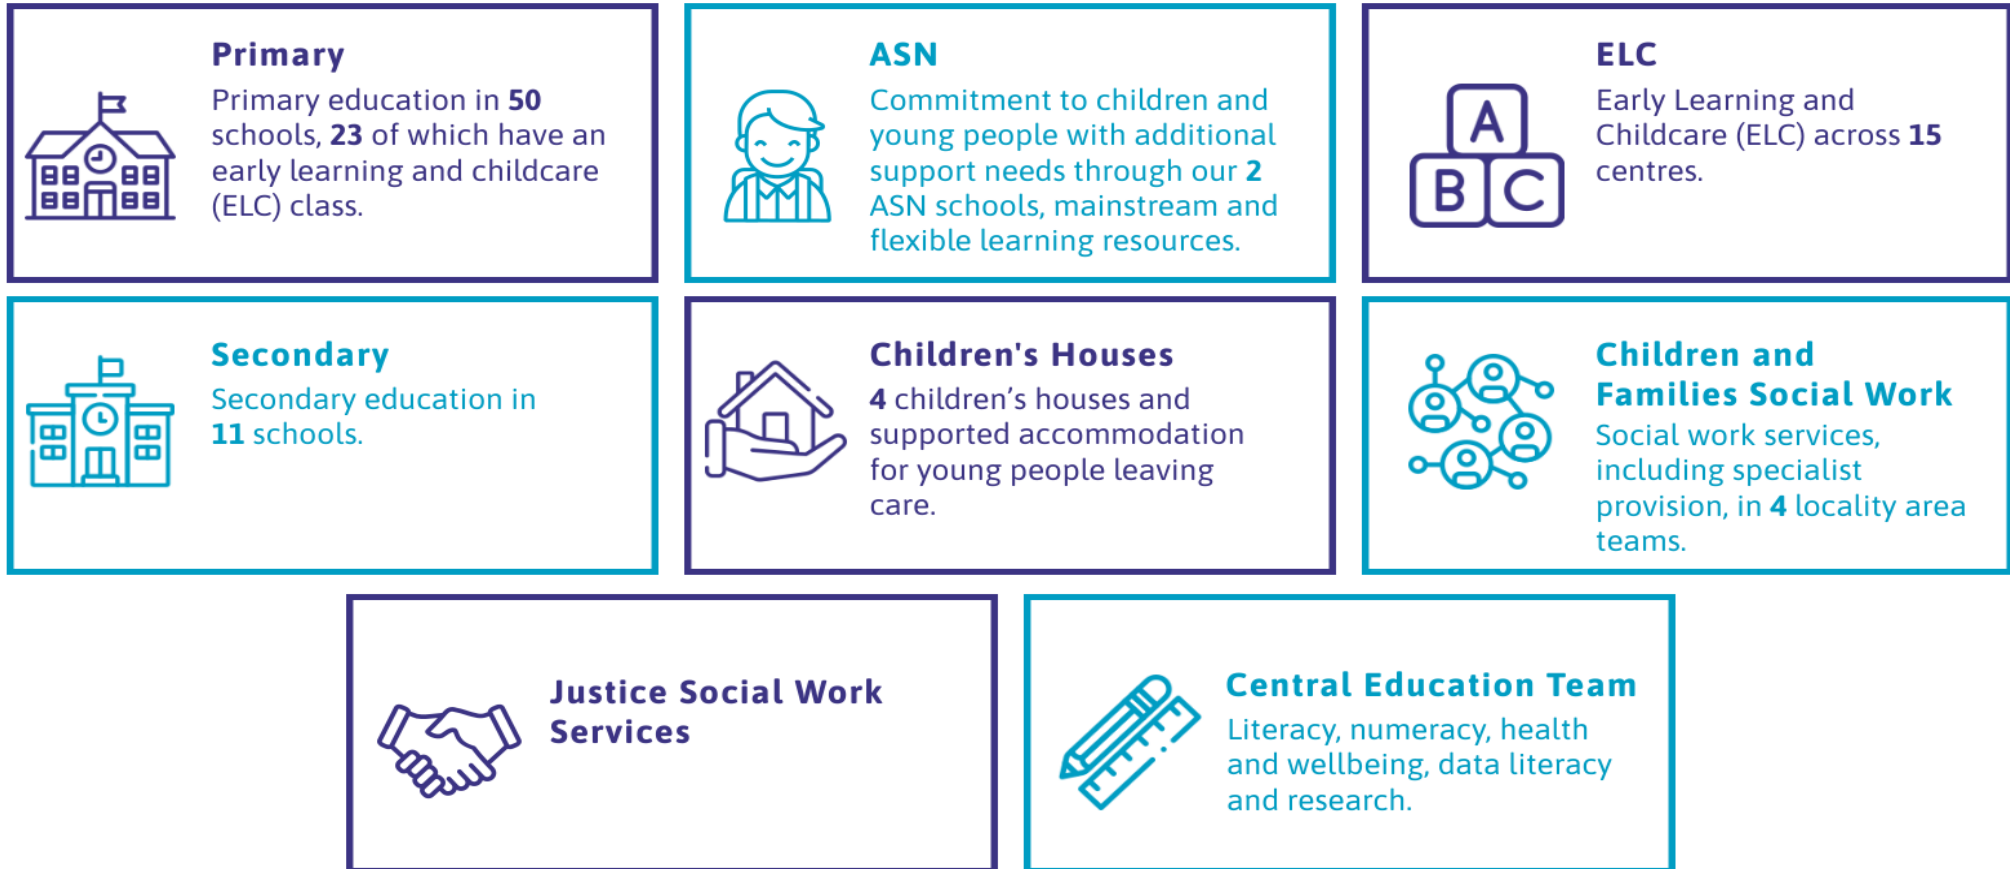 Primary
Primary education in 50
schools, 23 of which have an
early learning and childcare
(ELC) class.
ASN
Commitment to children and
young people with additional
support needs through our 2
ASN schools, mainstream and
flexible learning resources.
A
B C
ELC
Early Learning and
Childcare (ELC) across 15
centres.
Secondary
Secondary education in
11 schools.
Children's Houses
4 children’s houses and
supported accommodation
for young people leaving
care.
Children and
Families Social Work
Social work services,
including specialist
provision, in 4 locality area
teams.
Justice Social Work
Services
Central Education Team
Literacy, numeracy, health
and wellbeing, data literacy
and research.